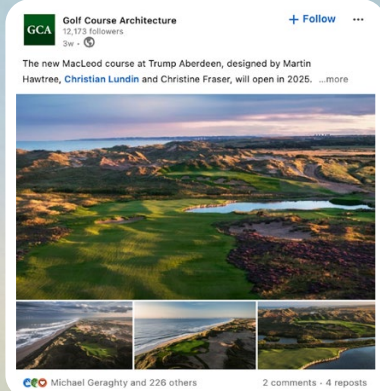 GCA
Golf Course Architecture
12,173 followers
3w •
+ Follow
The new MacLeod course at Trump Aberdeen, designed by Martin
Hawtree, Christian Lundin and Christine Fraser, will open in 2025. ...more
Michael Geraghty and 226 others
2 comments • 4 reposts